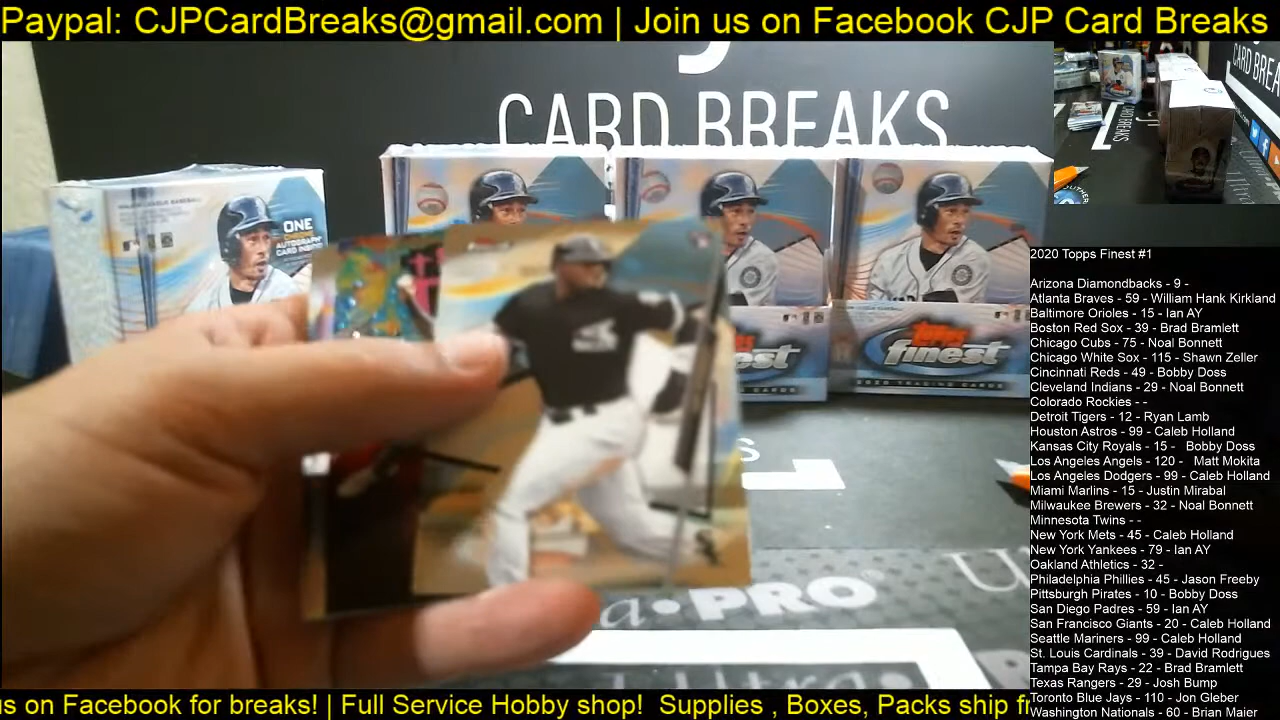 Paypal: CJPCardBreaks@gmail.com | Join us on Facebook CJP Card Breaks
CARD BREAKS
CARD BREA
ONE
AUTOGRAPH
CARD INSIDE!
Topps
finest
2020 TRADING CARDS
finest
Ultra
PRO
2020 Topps Finest #1
Arizona Diamondbacks - 9 -
Atlanta Braves - 59 - William Hank Kirkland
Baltimore Orioles - 15 - Ian AY
Boston Red Sox - 39 - Brad Bramlett
Chicago Cubs - 75 - Noal Bonnett
Chicago White Sox - 115 - Shawn Zeller
Cincinnati Reds - 49 - Bobby Doss
Cleveland Indians - 29 - Noal Bonnett
Colorado Rockies - -
Detroit Tigers - 12 - Ryan Lamb
Houston Astros - 99 - Caleb Holland
Kansas City Royals - 15 - Bobby Doss
Los Angeles Angels - 120 - Matt Mokita
Los Angeles Dodgers - 99 - Caleb Holland
Miami Marlins - 15 - Justin Mirabal
Milwaukee Brewers - 32 - Noal Bonnett
Minnesota Twins - -
New York Mets - 45 - Caleb Holland
New York Yankees - 79 - Ian AY
Oakland Athletics - 32 -
Philadelphia Phillies - 45 - Jason Freeby
Pittsburgh Pirates - 10 - Bobby Doss
San Diego Padres - 59 - Ian AY
San Francisco Giants - 20 - Caleb Holland
Seattle Mariners - 99 - Caleb Holland
St. Louis Cardinals - 39 - David Rodrigues
Tampa Bay Rays - 22 - Brad Bramlett
Texas Rangers - 29 - Josh Bump
Toronto Blue Jays - 110 - Jon Gleber
Washington Nationals - 60 - Brian Maier
us on Facebook for breaks! | Full Service Hobby shop! Supplies , Boxes, Packs ship fr